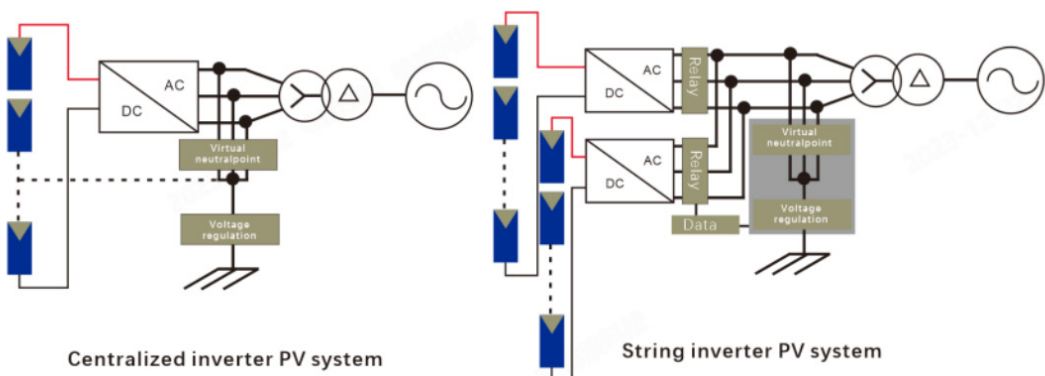 AC
DC
Virtual
neutralpoint
Voltage
regulation
Centralized inverter PV system
AC
DC
Relay
AC
DC
Relay
Data
Virtual
neutralpoint
Voltage
regulation
String inverter PV system